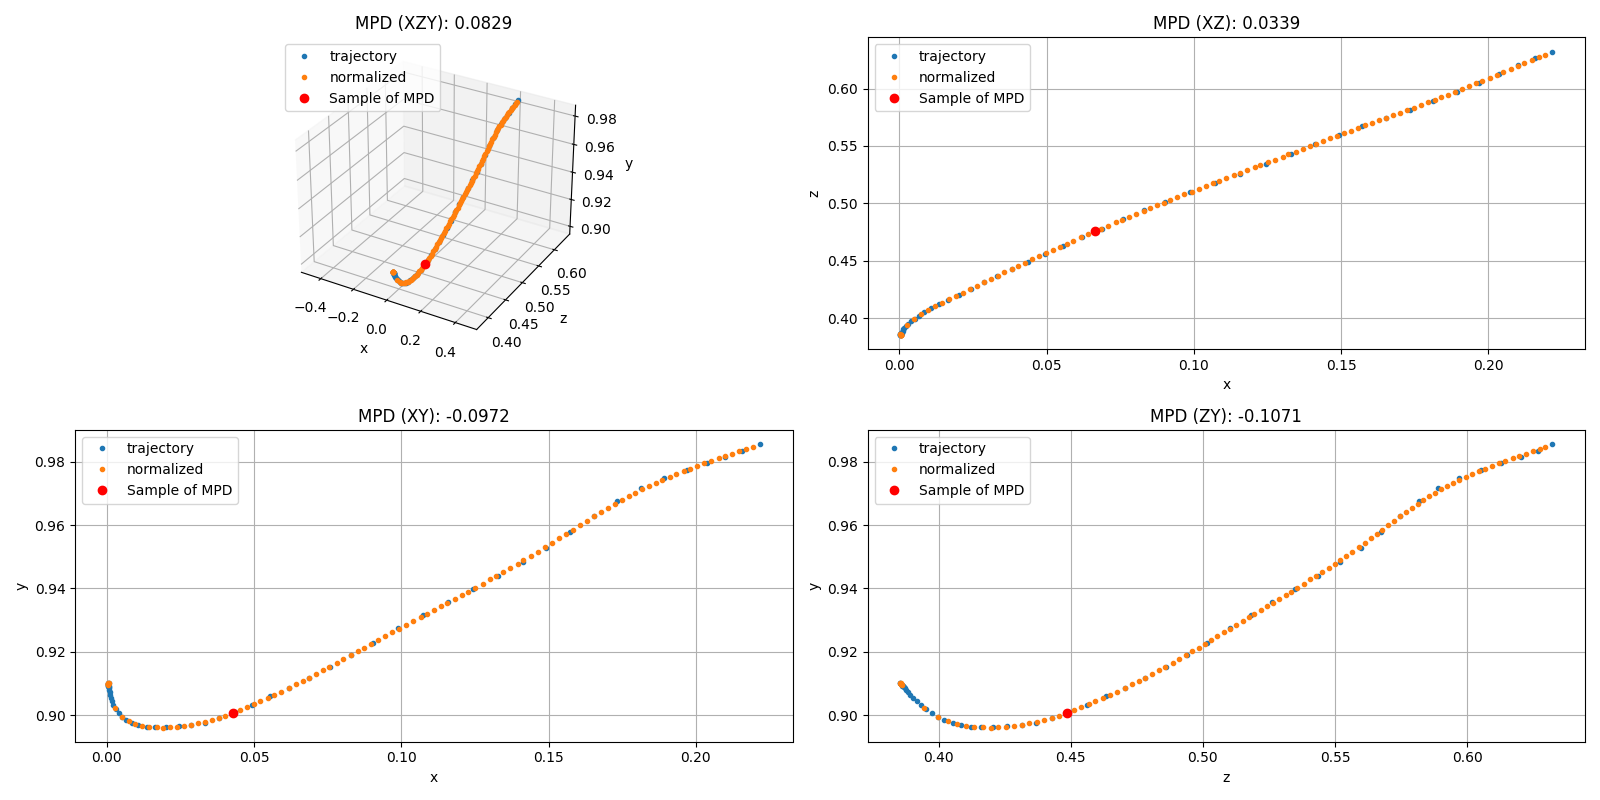 MPD (XZY): 0.0829
trajectory
normalized
Sample of MPD
0.98
0.96
0.94
0.92
0.90
y
0.60
0.55
0.50
0.45
0.40
z
−0.4
−0.2
0.0
0.2
0.4
x
MPD (XZ): 0.0339
trajectory
normalized
Sample of MPD
0.60
0.55
0.50
0.45
0.40
z
0.00 0.05 0.10 0.15 0.20
x
MPD (XY): -0.0972
trajectory
normalized
Sample of MPD
0.98
0.96
0.94
0.92
0.90
y
0.00 0.05 0.10 0.15 0.20
x
MPD (ZY): -0.1071
trajectory
normalized
Sample of MPD
0.98
0.96
0.94
0.92
0.90
y
0.40 0.45 0.50 0.55 0.60
z